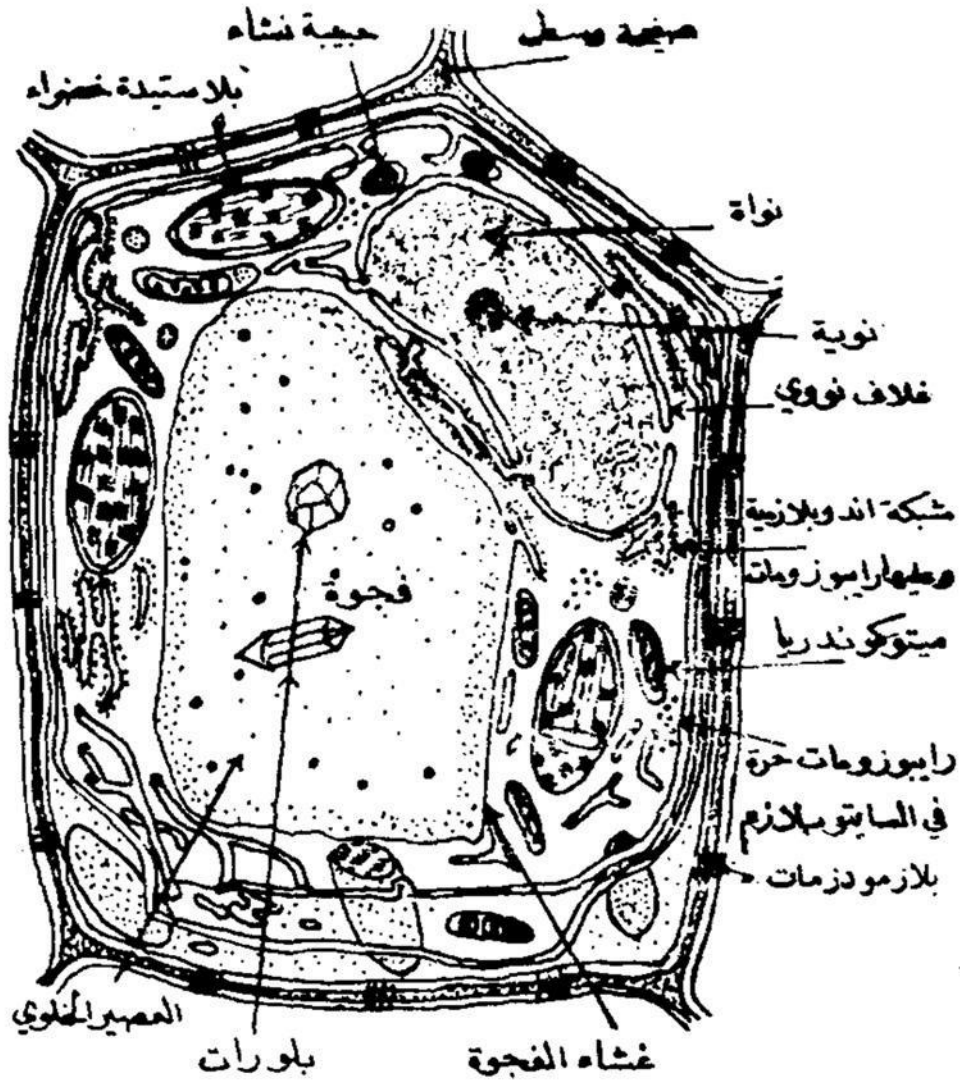 حبيبة نشاء
صفيحة وسطى
بلاستيدة خضراء
نواة
نوية
غلاف نووي
شبكة اندوبلازمية
وعليها رايبوزومات
فجوة
ميتوكوندريا
رايبوزومات حرة
في السايتوبلازم
بلازمودزمات
العصير الخلوي
بلورات
غشاء الفجوة